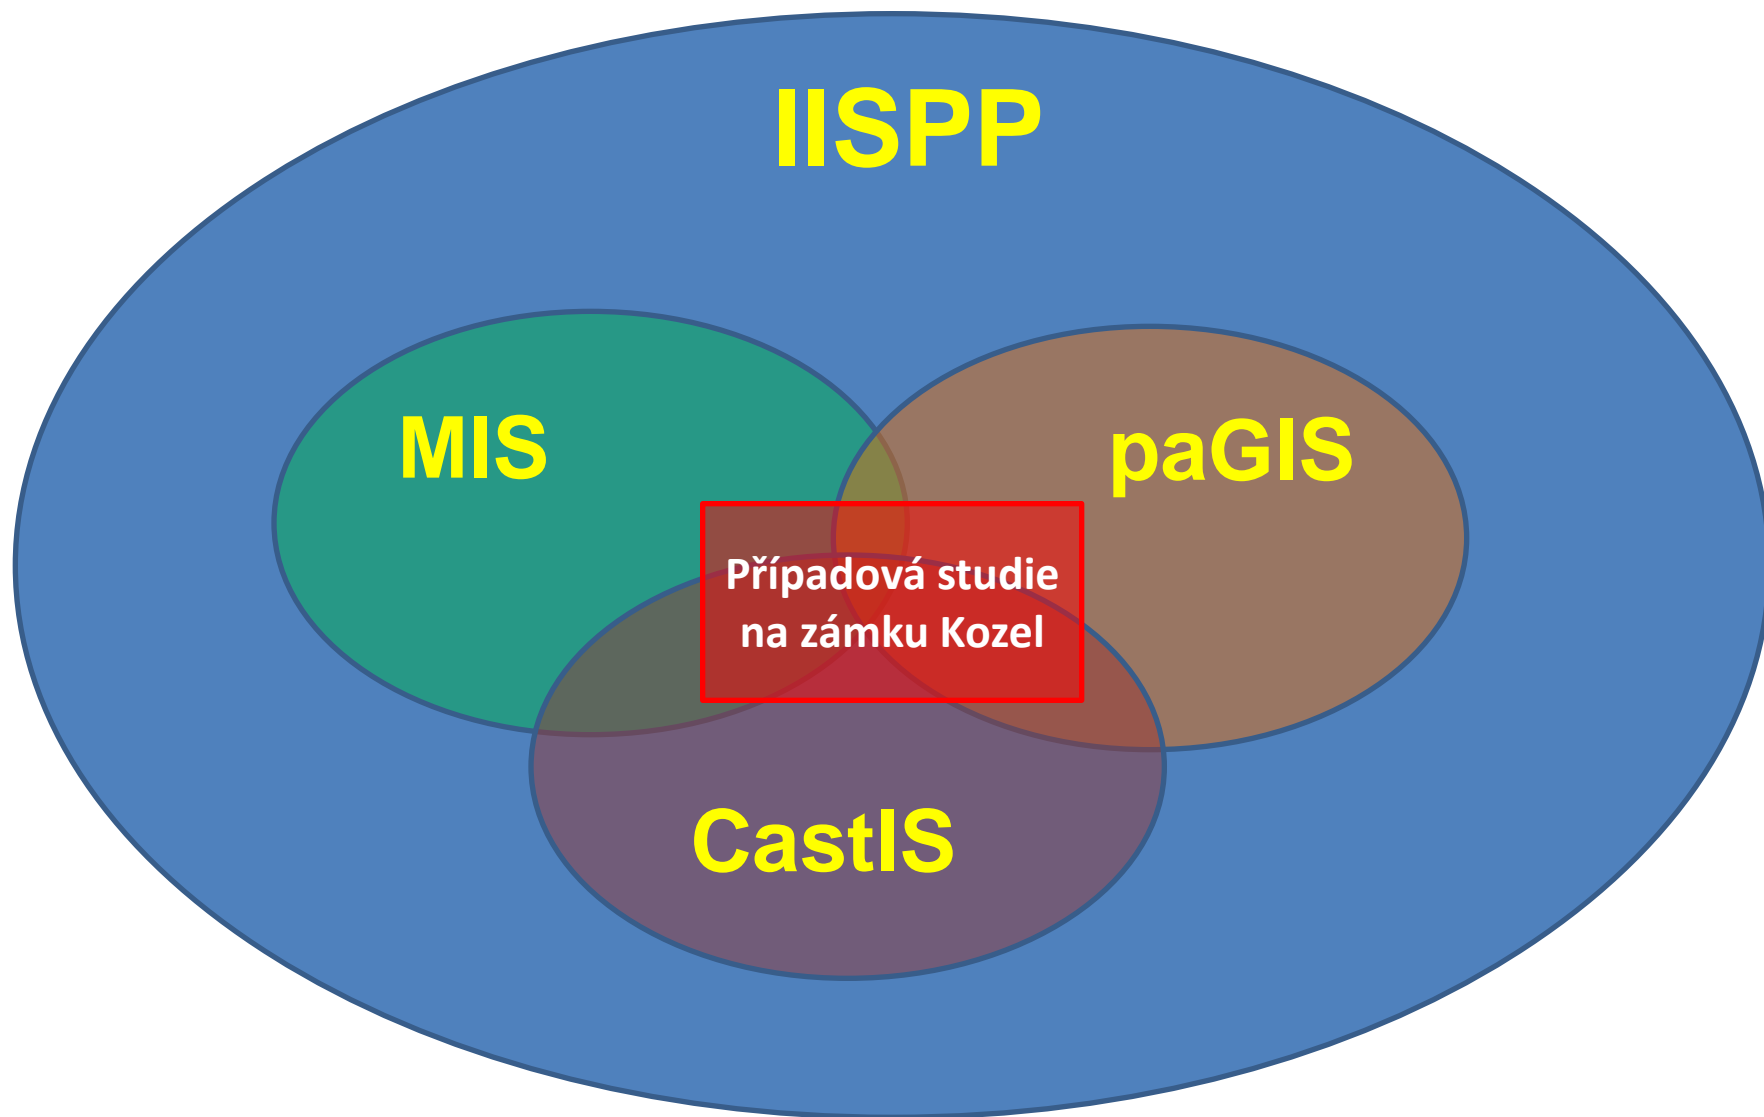 IISPP
MIS
paGIS
Případová studie
na zámku Kozel
CastIS